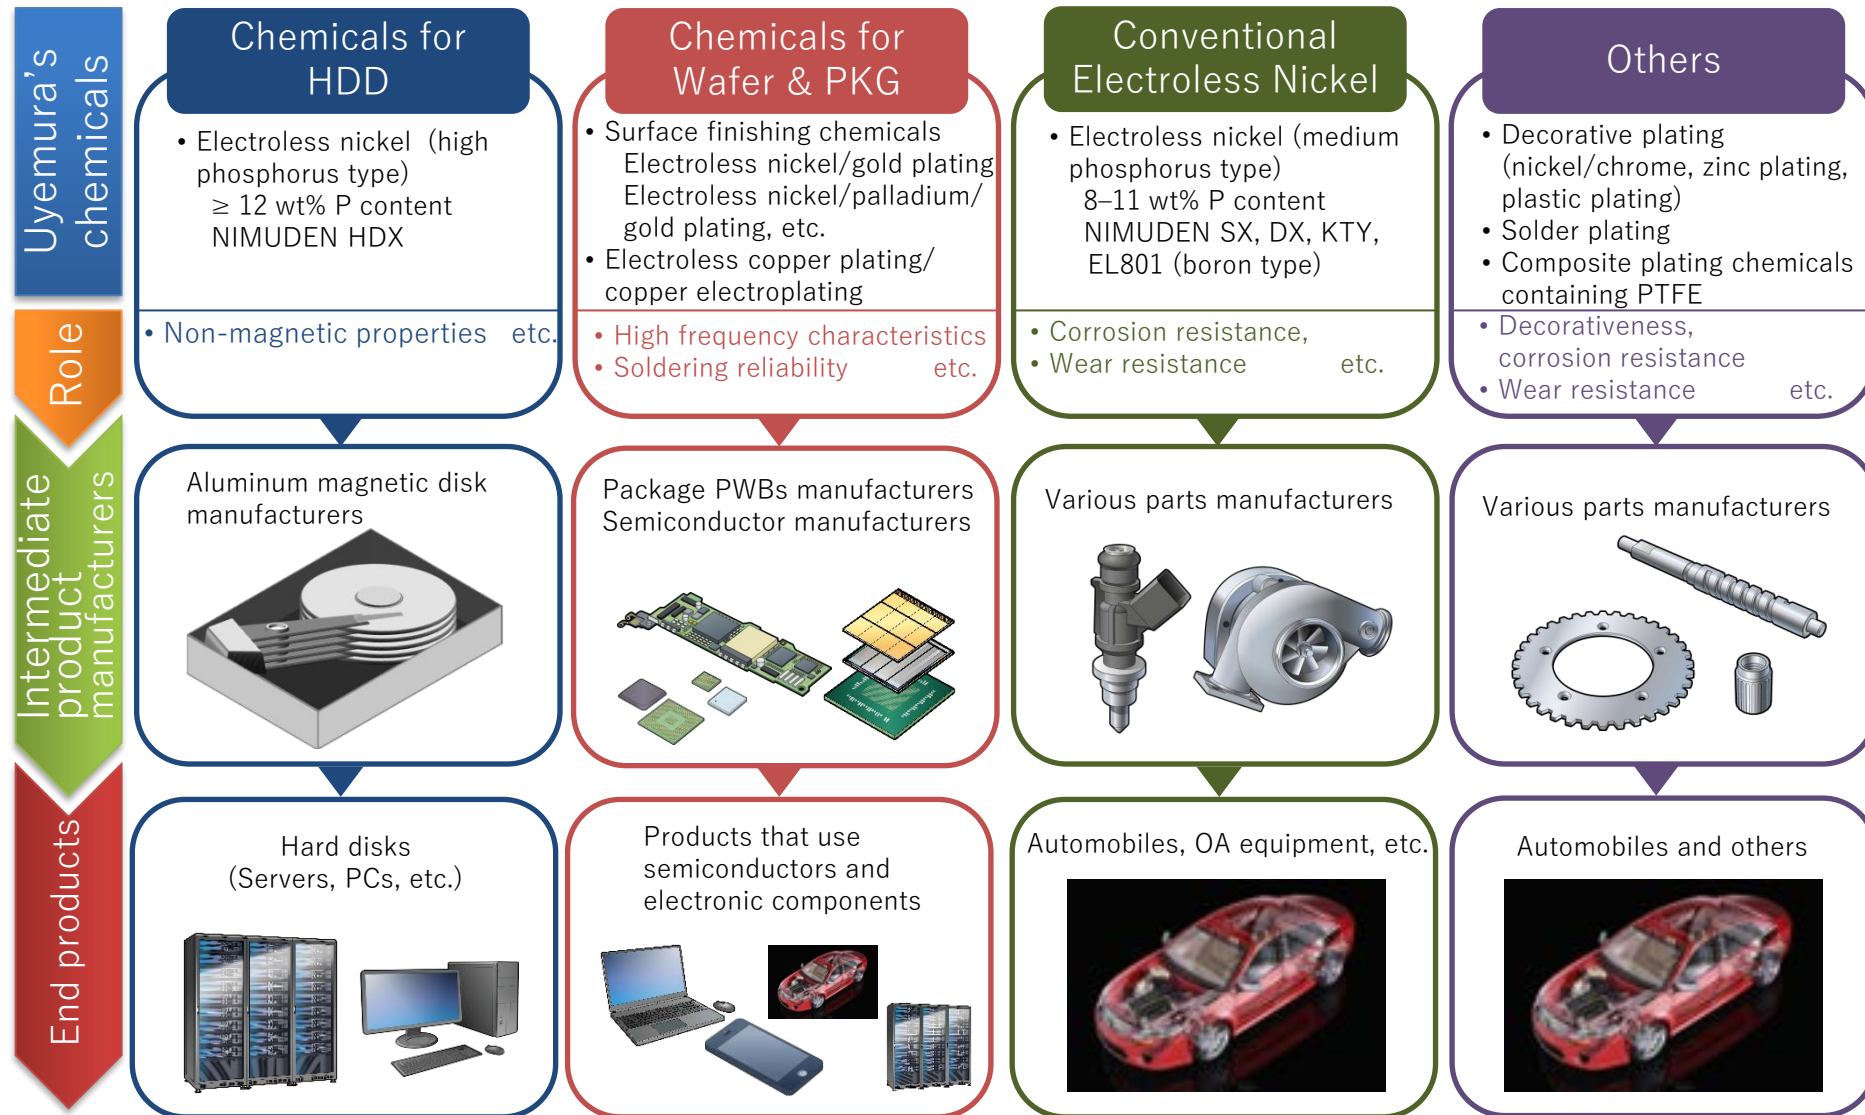 Uyemura's
chemicals
Chemicals for
HDD
• Electroless nickel (high
phosphorus type)
≥ 12 wt% P content
NIMUDEN HDX
Chemicals for
Wafer & PKG
• Surface finishing chemicals
Electroless nickel/gold plating
Electroless nickel/palladium/
gold plating, etc.
• Electroless copper plating/
copper electroplating
Conventional
Electroless Nickel
• Electroless nickel (medium
phosphorus type)
8–11 wt% P content
NIMUDEN SX, DX, KTY,
EL801 (boron type)
Others
• Decorative plating
(nickel/chrome, zinc plating,
plastic plating)
• Solder plating
• Composite plating chemicals
containing PTFE
Role
• Non-magnetic properties etc.
• High frequency characteristics
• Soldering reliability etc.
• Corrosion resistance,
• Wear resistance etc.
• Decorativeness,
corrosion resistance
• Wear resistance etc.
Intermediate
product
manufacturers
Aluminum magnetic disk
manufacturers
Package PWBs manufacturers
Semiconductor manufacturers
Various parts manufacturers
Various parts manufacturers
End products
Hard disks
(Servers, PCs, etc.)
Products that use
semiconductors and
electronic components
Automobiles, OA equipment, etc.
Automobiles and others